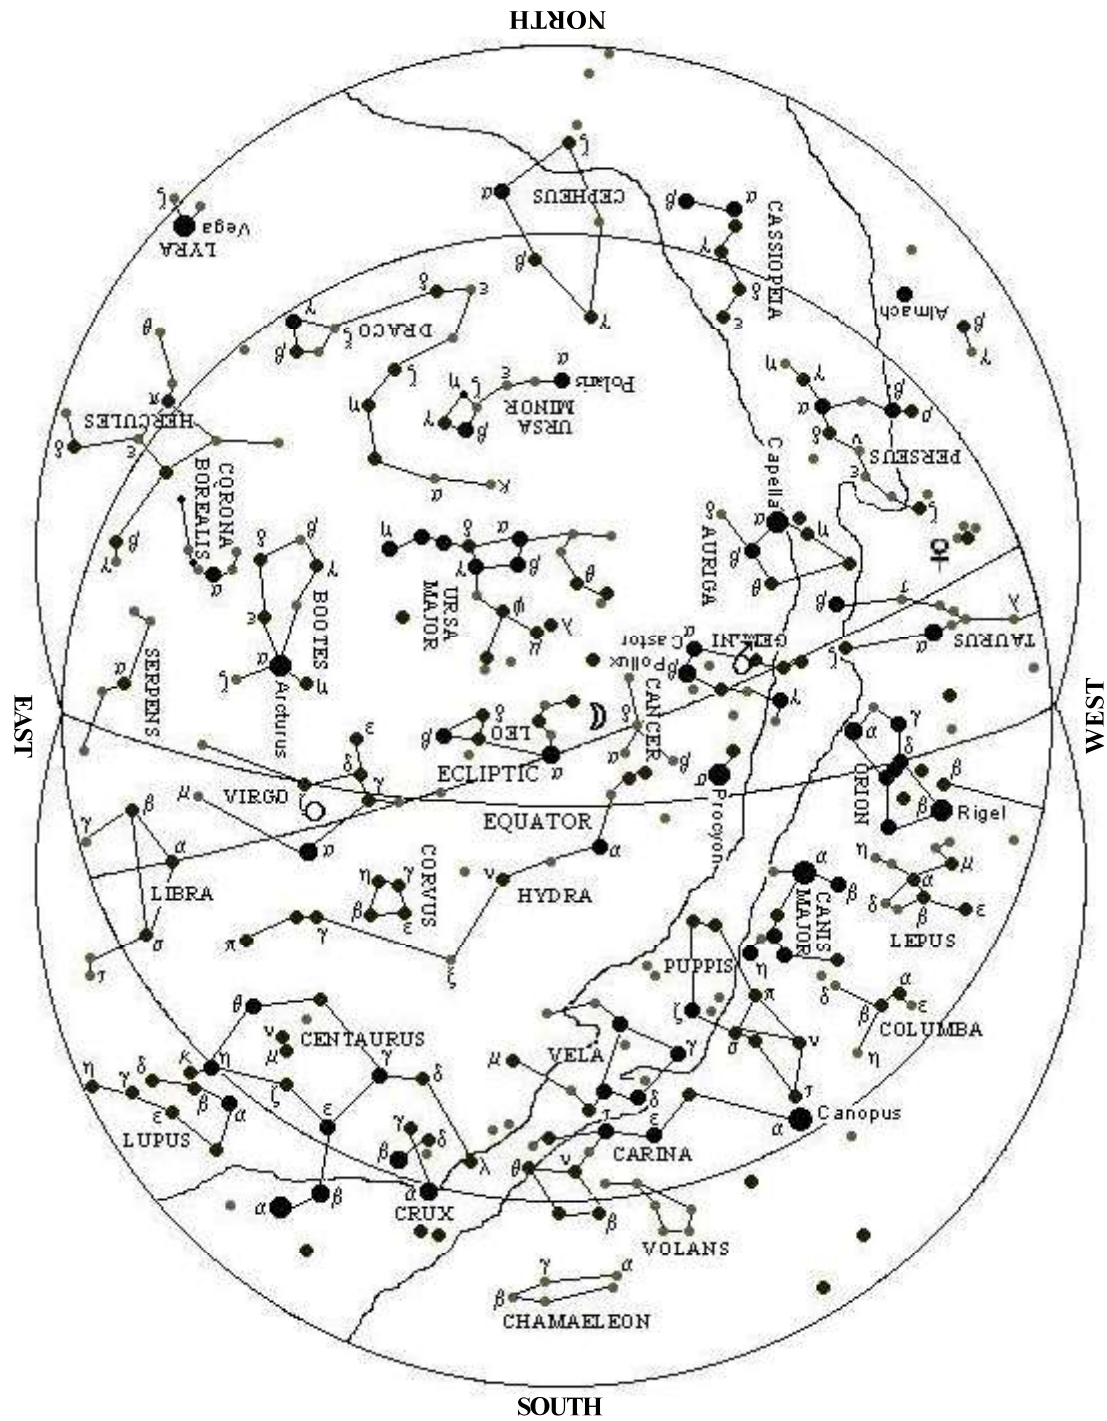 NORTH
ζ
ζ
α
CEPHEUS
β
α
Vega
LYRA
CASSIOPEIA
γ
β
δ
ε
γ
δ
ε
Almach
γ
ξ
DRACO
β
β
γ
θ
α
η
γ
ζ
ε
Polaris
η
ζ
η
π
α
β
ρ
URSA
MINOR
γ
β
HERCULES
δ
ε
PERSEUS
ν
ε
Capella
κ
α
ζ
CORONA
BOREALIS
δ
α
η
AURIGA
β
η
δ
α
β
δ
γ
β
γ
α
BOOTES
γ
β
θ
θ
URSA
MAJOR
ε
φ
λ
μ
β
τ
λ
TAURUS
α
GEMINI
Castor
Pollux
β
ζ
SERPENS
α
α
ζ
η
Arcturus
γ
EAST
WEST
CANCER
δ
α
β
LEO
β
α
ε
δ
γ
α
γ
δ
ORION
β
ECLIPTIC
α
Procyon
VIRGO
ζ
μ
β
γ
α
EQUATOR
α
β
Rigel
LIBRA
α
CORVUS
η
γ
β
ε
ν
HYDRA
α
β
CANIS
MAJOR
η
μ
α
δ
β
ε
LEPUS
σ
τ
π
γ
ζ
PUPPIS
η
π
δ
α
β
ε
COLUMBA
η
θ
ν
μ
CENTAURUS
ζ
σ
ν
VELA
μ
γ
γ
δ
κ
η
ζ
η
γ
δ
β
α
ε
LUPUS
ε
δ
τ
τ
Canopus
α
γ
δ
β
λ
ε
CARINA
θ
ν
α
β
α
CRUX
β
VOLANS
γ
α
β
CHAMAELEON
SOUTH